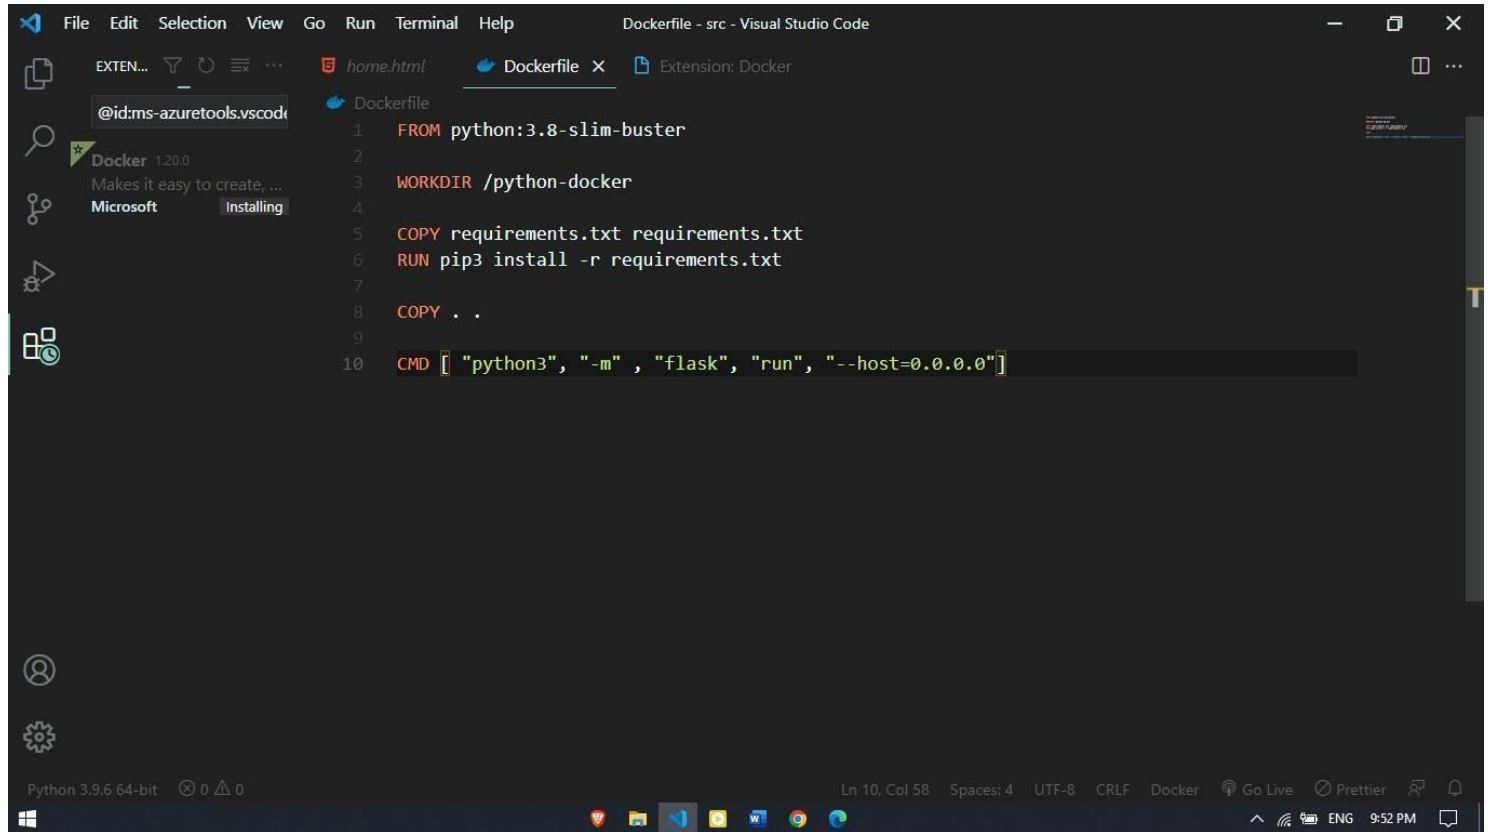 File Edit Selection View Go Run Terminal Help Dockerfile - src - Visual Studio Code
EXTEN... home.html Dockerfile Extension: Docker
@id:ms-azuretools.vscode
Docker 1.20.0
Makes it easy to create, ...
Microsoft Installing
Dockerfile
1 FROM python:3.8-slim-buster
2
3 WORKDIR /python-docker
4
5 COPY requirements.txt requirements.txt
6 RUN pip3 install -r requirements.txt
7
8 COPY . .
9
10 CMD [ "python3", "-m" , "flask", "run", "--host=0.0.0.0"]
Python 3.9.6 64-bit 0 0 Ln 10, Col 58 Spaces: 4 UTF-8 CRLF Docker Go Live Prettier
ENG 9:52 PM